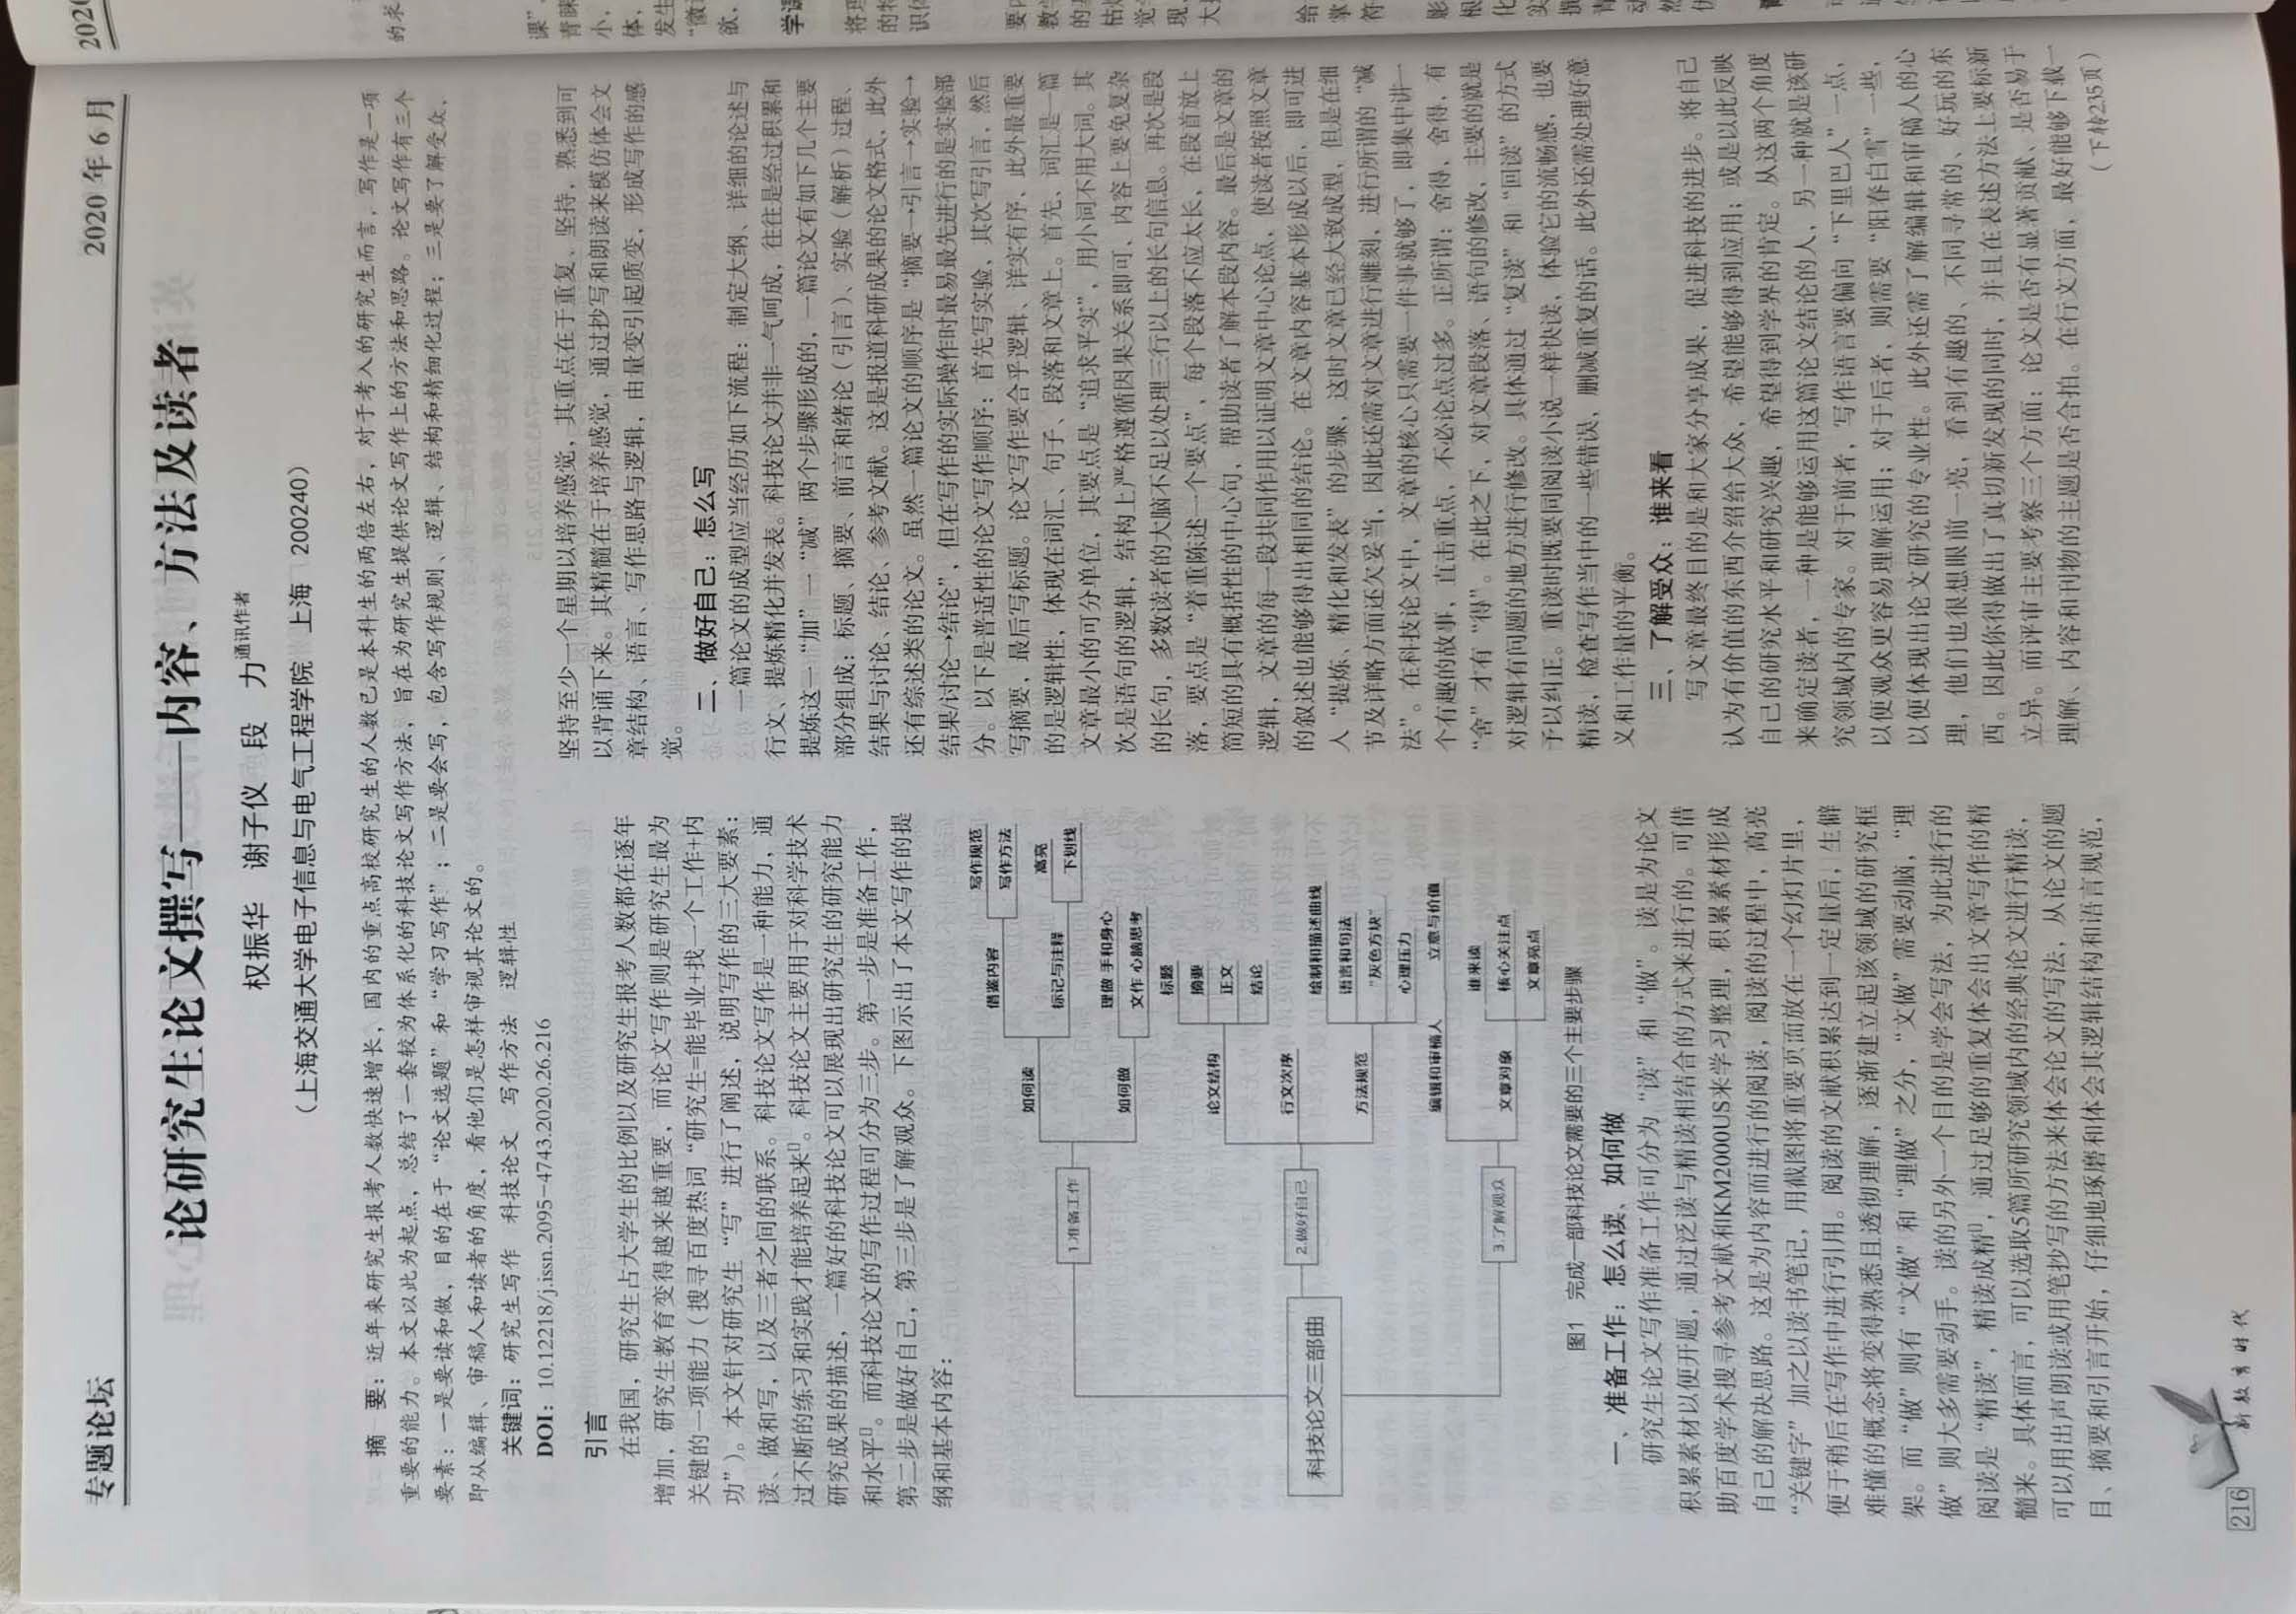 专题论坛
2020 年 6 月
论研究生论文撰写——内容、方法及读者
权振华 谢子仪 段 力通讯作者
（上海交通大学电子信息与电气工程学院 上海 200240）
摘 要：近年来研究生报考人数快速增长，国内的重点高校研究生的人数已是本科生的两倍左右，对于考入的研究生而言，写作是一项
重要的能力。本文以此为起点，总结了一套较为体系化的科技论文写作方法，旨在为研究生提供论文写作上的方法和思路。论文写作有三个
要素：一是要读和做，目的在于“论文选题”和“学习写作”；二是要会写，包含写作规则、逻辑、结构和精细化过程；三是要了解受众，
即从编辑、审稿人和读者的角度，看他们是怎样审视其论文的。
关键词：研究生写作 科技论文 写作方法 逻辑性
DOI：10.12218/j.issn.2095-4743.2020.26.216
引言
在我国，研究生占大学生的比例以及研究生报考人数都在逐年
增加，研究生教育变得越来越重要，而论文写作则是研究生最为
关键的一项能力（搜寻百度热词“研究生=能毕业+找一个工作+内
功”）。本文针对研究生“写”进行了阐述，说明写作的三大要素：
读、做和写，以及三者之间的联系。科技论文写作是一种能力，通
过不断的练习和实践才能培养起来。科技论文主要用于对科学技术
研究成果的描述，一篇好的科技论文可以展现出研究生的研究能力
和水平。而科技论文的写作过程可分为三步。第一步是准备工作，
第二步是做好自己，第三步是了解观众。下图示出了本文写作的提
纲和基本内容：
科技论文三部曲
1.准备工作
如何读
借鉴内容
写作规范
写作方法
标记与注释
高亮
下划线
如何做
理做 手和身心
文作 心脑思考
2.做好自己
论文结构
标题
摘要
正文
结论
行文次序
方法规范
绘制和描述曲线
语言和句法
“灰色方块”
心理压力
3.了解观众
编辑和审稿人
立意与价值
文章对象
谁来读
核心关注点
文章亮点
图1 完成一部科技论文需要的三个主要步骤
一、准备工作：怎么读、如何做
研究生论文写作准备工作可分为“读”和“做”。读是为论文
积累素材以便开题，通过泛读与精读相结合的方式来进行的。可借
助百度学术搜寻参考文献和KM2000US来学习整理，积累素材形成
自己的解决思路。这是为内容而进行的阅读，阅读的过程中，高亮
“关键字”加之以读书笔记，用截图将重要页面放在一个幻灯片里，
便于稍后在写作中进行引用。阅读的文献积累达到一定量后，生僻
难懂的概念将变得熟悉且透彻理解，逐渐建立起该领域的研究框
架。而“做”则有“文做”和“理做”之分，“文做”需要动脑，“理
做”则大多需要动手。读的另外一个目的是学会写法，为此进行的
阅读是“精读”，精读成精，通过足够的重复体会出文章写作的精
髓来。具体而言，可以选取5篇所研究领域内的经典论文进行精读，
可以用出声朗读或用笔抄写的方法来体会论文的写法，从论文的题
目、摘要和引言开始，仔细地琢磨和体会其逻辑结构和语言规范，
坚持至少一个星期以培养感觉，其重点在于重复、坚持，熟悉到可
以背诵下来。其精髓在于培养感觉，通过抄写和朗读来模仿体会文
章结构、语言、写作思路与逻辑，由量变引起质变，形成写作的感
觉。
二、做好自己：怎么写
一篇论文的成型应当经历如下流程：制定大纲、详细的论述与
行文、提炼精化并发表。科技论文并非一气呵成，往往是经过积累和
提炼这一“加”一“减”两个步骤形成的，一篇论文有如下几个主要
部分组成：标题、摘要、前言和绪论（引言）、实验（解析）过程、
结果与讨论、结论、参考文献。这是报道科研成果的论文格式，此外
还有综述类的论文。虽然一篇论文的顺序是“摘要→引言→实验→
结果/讨论→结论”，但在写作的实际操作时最易最先进行的是实验部
分。以下是普适性的论文写作顺序：首先写实验、其次写引言，然后
写摘要，最后写标题。论文写作要合乎逻辑、详实有序、此外最重要
的是逻辑性，体现在词汇、句子、段落和文章上。首先，词汇是一篇
文章最小的可分单位，其要点是“追求平实”，用小词不用大词。其
次是语句的逻辑，结构上严格遵循因果关系即可，内容上要免复杂
的长句，多数读者的大脑不足以处理三行以上的长句信息。再次是段
落，要点是“着重陈述一个要点”，每个段落不应太长，在段首放上
简短的具有概括性的中心句，帮助读者了解本段内容。最后是文章的
逻辑，文章的每一段共同作用以证明文章中心论点，使读者按照文章
的叙述也能够得出相同的结论。在文章内容基本形成以后，即可进
入“提炼、精化和发表”的步骤，这时文章已经大致成型，但是在细
节及详略方面还欠妥当，因此还需对文章进行雕刻，进行所谓的“减
法”。在科技论文中，文章的核心只需要一件事就够了，即集中讲一
个有趣的故事，直击重点，不必论点过多。正所谓：舍得，舍得，有
“舍”才有“得”。在此之下，对文章段落、语句的修改，主要的就是
对逻辑有问题的地方进行修改。具体通过“复读”和“回读”的方式
予以纠正。重读时既要同阅读小说一样快读，体验它的流畅感，也要
精读，检查写作当中的一些错误，删减重复的话。此外还需处理好意
义和工作量的平衡。
三、了解受众：谁来看
写文章最终目的是和大家分享成果，促进科技的进步。将自己
认为有价值的东西介绍给大众，希望能够得到应用；或是以此反映
自己的研究水平和研究兴趣，希望得到学界的肯定。从这两个角度
来确定读者，一种是能够运用这篇论文结论的人，另一种就是该研
究领域内的专家。对于前者，写作语言要偏向“下里巴人”一点，
以便观众更容易理解运用；对于后者，则需要“阳春白雪”一些，
以便体现出论文研究的专业性。此外还需了解编辑和审稿人的心
理，他们也很想眼前一亮，看到有趣的、不同寻常的、好玩的东
西。因此你得做出了真切新发现的同时，并且在表述方法上要标新
立异。而评审主要考察三个方面：论文是否有显著贡献、是否易于
理解、内容和刊物的主题是否合拍。在行文方面，最好能够下载一
（下转235页）
216
新教育时代